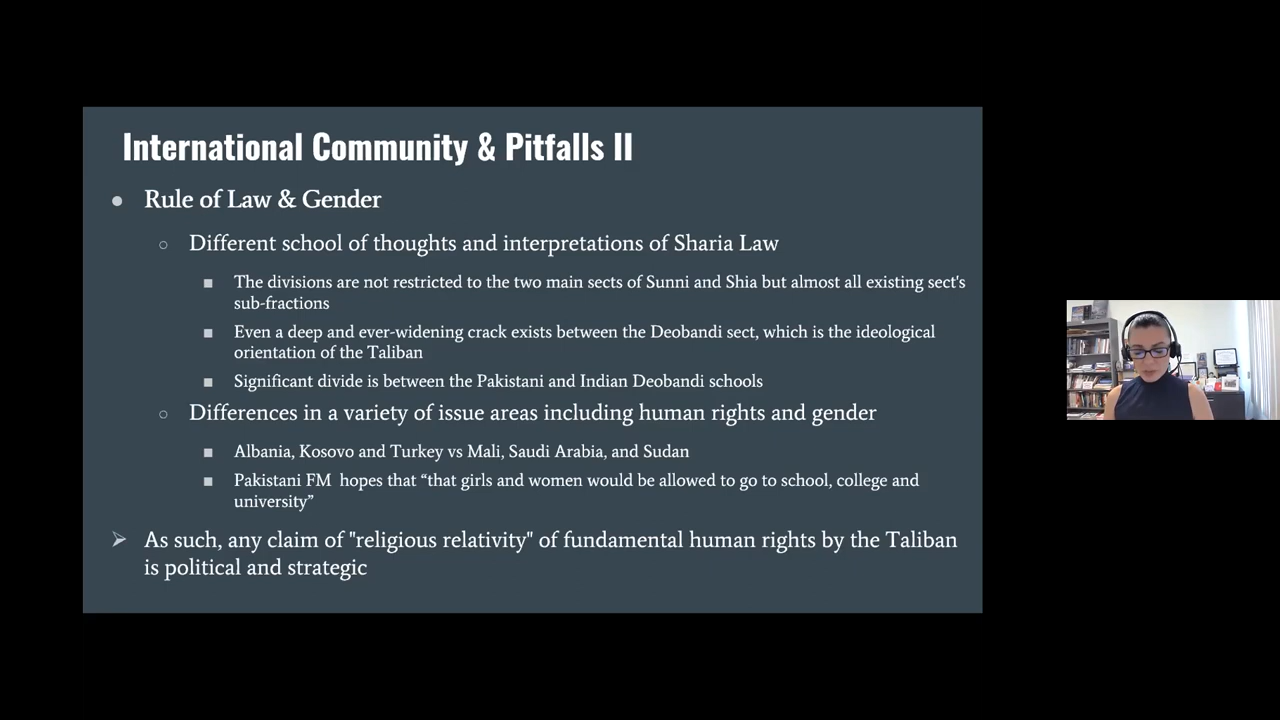 International Community & Pitfalls II
● Rule of Law & Gender
○ Different school of thoughts and interpretations of Sharia Law
■ The divisions are not restricted to the two main sects of Sunni and Shia but almost all existing sect's
sub-fractions
■ Even a deep and ever-widening crack exists between the Deobandi sect, which is the ideological
orientation of the Taliban
■ Significant divide is between the Pakistani and Indian Deobandi schools
○ Differences in a variety of issue areas including human rights and gender
■ Albania, Kosovo and Turkey vs Mali, Saudi Arabia, and Sudan
■ Pakistani FM hopes that “that girls and women would be allowed to go to school, college and
university”
➢ As such, any claim of "religious relativity" of fundamental human rights by the Taliban
is political and strategic